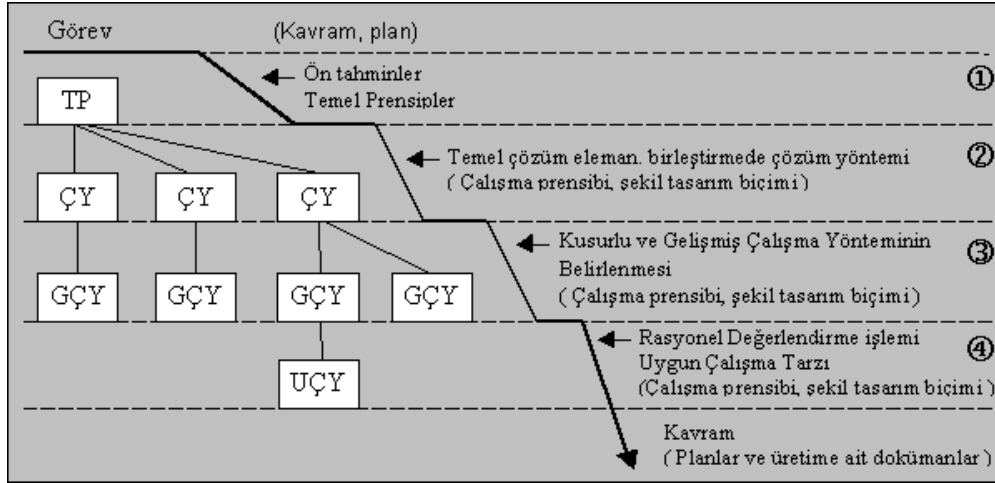 Görev (Kavram, plan)
Ön tahminler
Temel Prensipler
①
TP
Temel çözüm eleman. birleştirmede çözüm yöntemi
( Çalışma prensibi, şekil tasarım biçimi )
②
ÇY ÇY ÇY
Kusurlu ve Gelişmiş Çalışma Yönteminin
Belirlenmesi
( Çalışma prensibi, şekil tasarım biçimi )
③
GÇY GÇY GÇY GÇY
Rasyonel Değerlendirme işlemi
Uygun Çalışma Tarzı
(Çalışma prensibi, şekil tasarım biçimi )
④
UÇY
Kavram
( Planlar ve üretime ait dokümanlar )